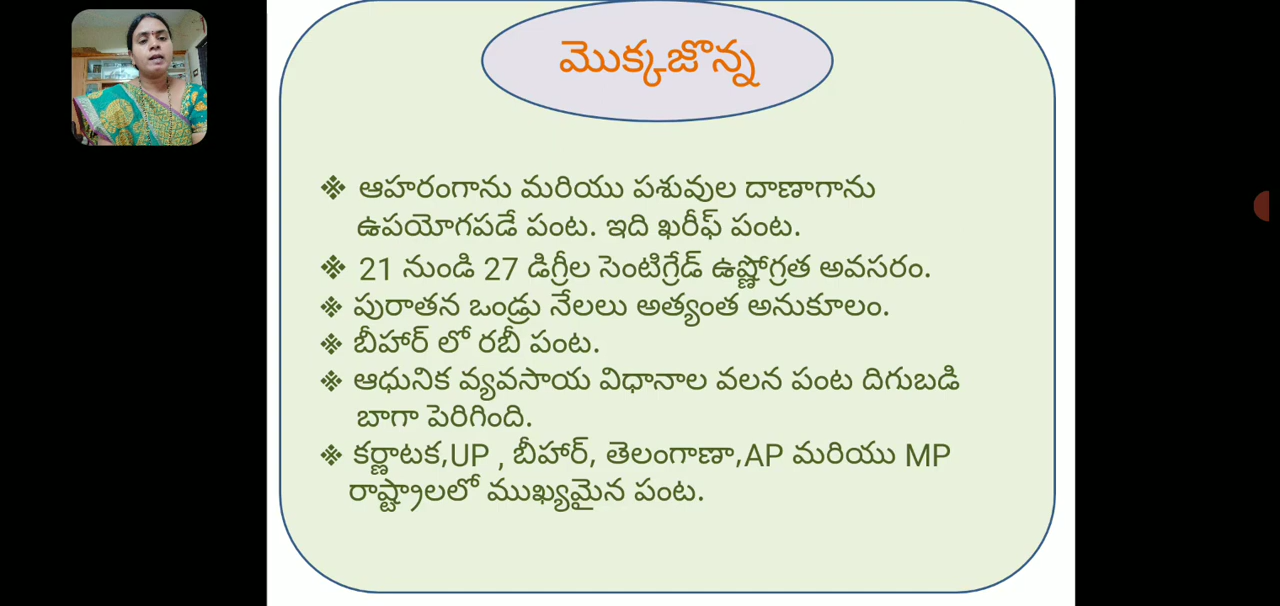 మొక్కజొన్న
❖ ఆహరంగాను మరియు పశువుల దాణాగాను
ఉపయోగపడే పంట. ఇది ఖరీఫ్ పంట.
❖ 21 నుండి 27 డిగ్రీల సెంటిగ్రేడ్ ఉష్ణోగ్రత అవసరం.
❖ పురాతన ఒండ్రు నేలలు అత్యంత అనుకూలం.
❖ బీహార్ లో రబీ పంట.
❖ ఆధునిక వ్యవసాయ విధానాల వలన పంట దిగుబడి
బాగా పెరిగింది.
❖ కర్ణాటక,UP , బీహార్, తెలంగాణా,AP మరియు MP
రాష్ట్రాలలో ముఖ్యమైన పంట.